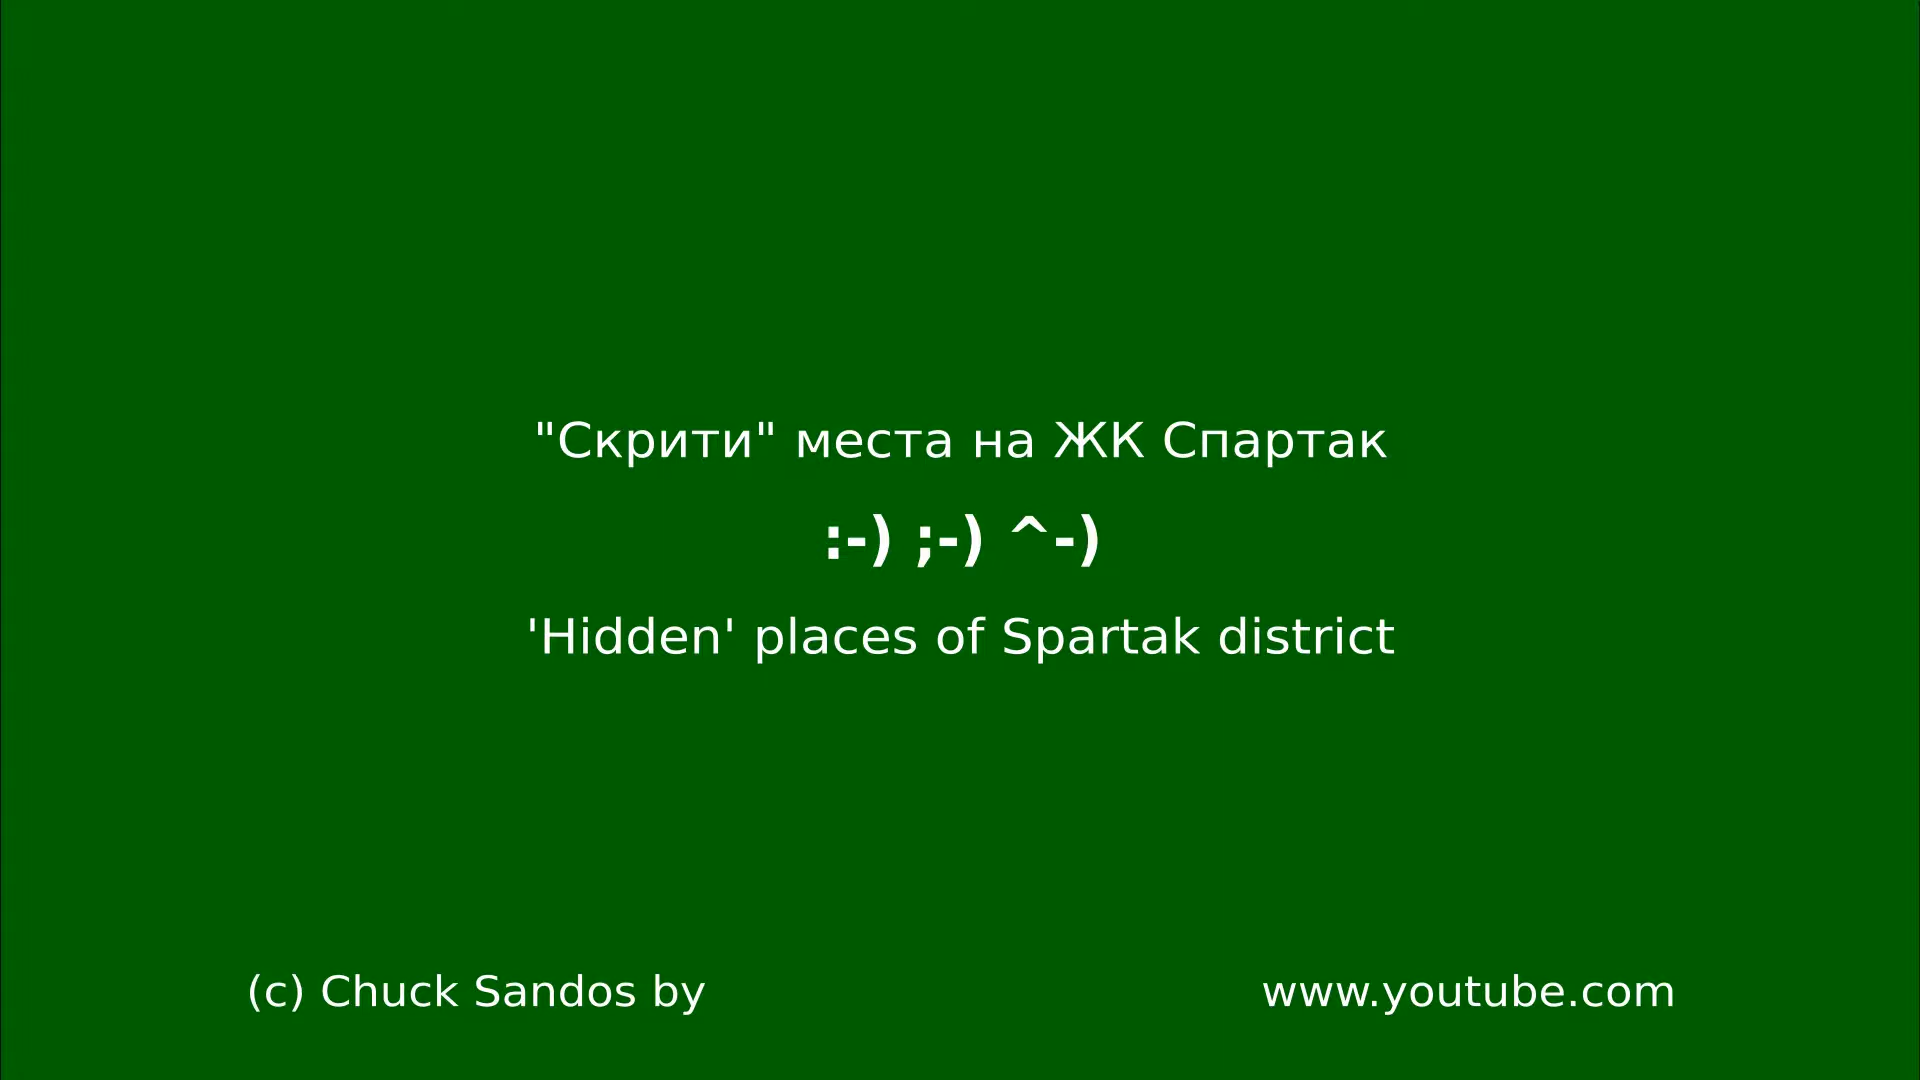 "Скрити" места на ЖК Спартак
:-) ;-) ^-)
'Hidden' places of Spartak district
(c) Chuck Sandos by
www.youtube.com